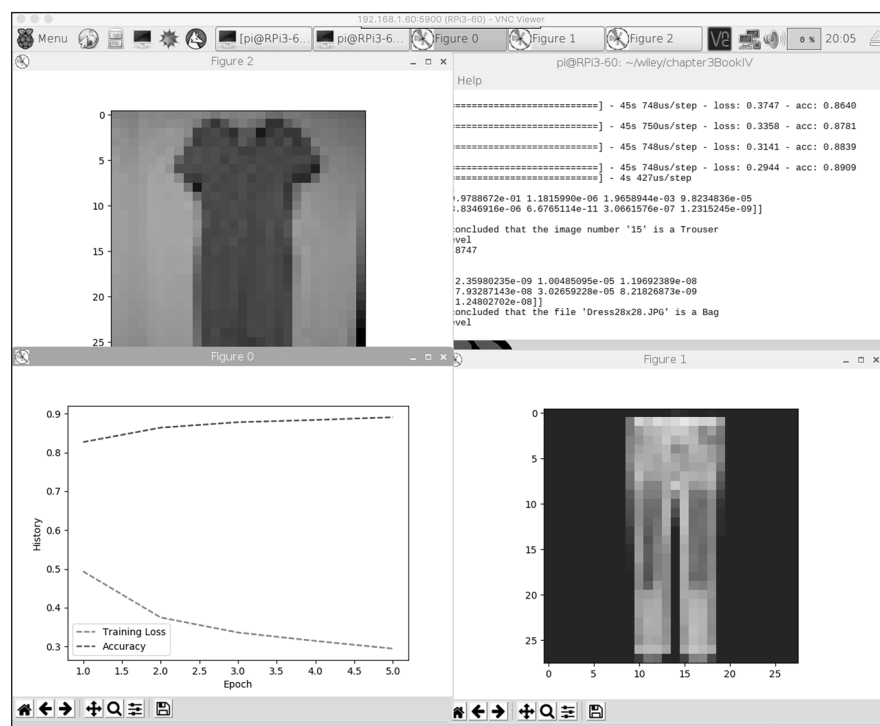 192.168.1.60:5900 (RPi3-60) - VNC Viewer
Menu [pi@RPi3-6... pi@RPi3-6... Figure 0 Figure 1 Figure 2 0 % 20:05
Figure 2
0
5
10
15
20
25
pi@RPi3-60: ~/wiley/chapter3BookIV
Help
==========================] - 45s 748us/step - loss: 0.3747 - acc: 0.8640
==========================] - 45s 750us/step - loss: 0.3358 - acc: 0.8781
==========================] - 45s 748us/step - loss: 0.3141 - acc: 0.8839
==========================] - 45s 748us/step - loss: 0.2944 - acc: 0.8909
==========================] - 4s 427us/step
.9788672e-01 1.1815990e-06 1.9658944e-03 9.8234836e-05
.8346916e-06 6.6765114e-11 3.0661576e-07 1.2315245e-09]]
concluded that the image number '15' is a Trouser
evel
8747
2.35980235e-09 1.00485095e-05 1.19692389e-08
7.93287143e-08 3.02659228e-05 8.21826873e-09
1.24802702e-08]]
concluded that the file 'Dress28x28.JPG' is a Bag
evel
Figure 0
0.9
0.8
0.7
0.6
0.5
0.4
0.3
History
Training Loss
Accuracy
1.0 1.5 2.0 2.5 3.0 3.5 4.0 4.5 5.0
Epoch
Figure 1
0
5
10
15
20
25
0 5 10 15 20 25